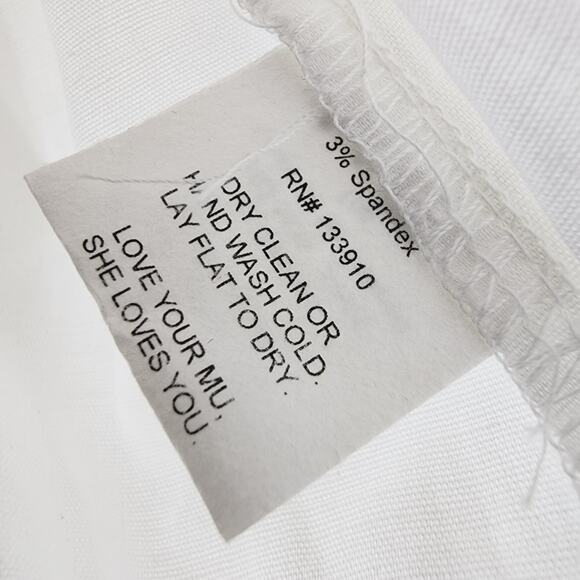 3% Spandex
RN# 133910
DRY CLEAN OR
HAND WASH COLD.
LAY FLAT TO DRY.
LOVE YOUR MU,
SHE LOVES YOU.